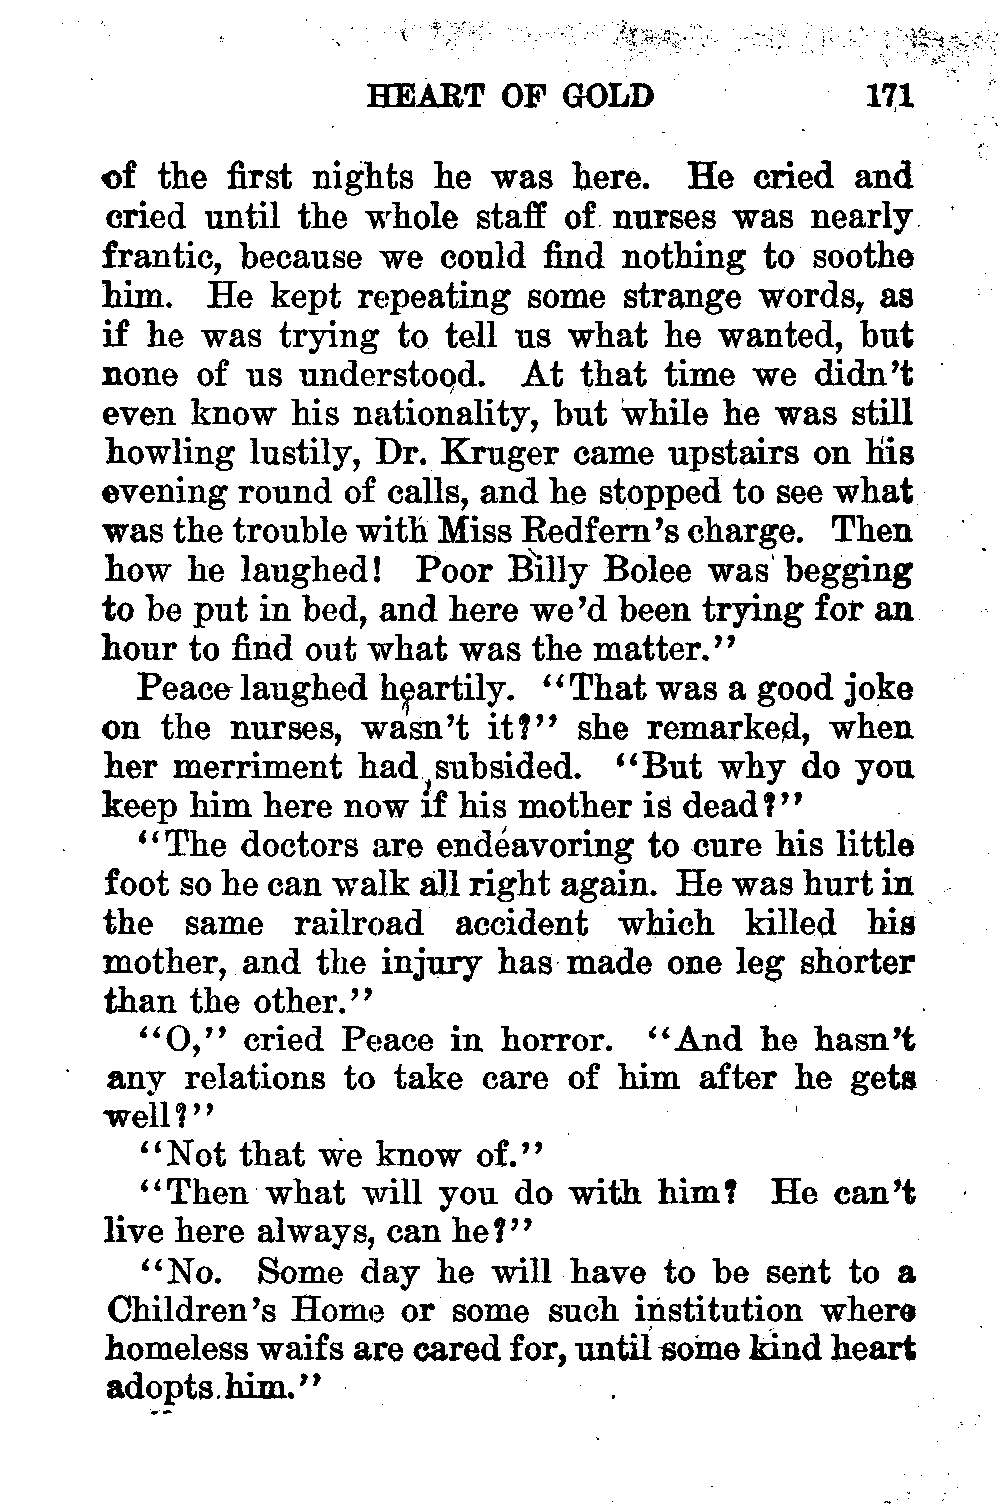 HEART OF GOLD 171
of the first nights he was here. He cried and
cried until the whole staff of nurses was nearly
frantic, because we could find nothing to soothe
him. He kept repeating some strange words, as
if he was trying to tell us what he wanted, but
none of us understood. At that time we didn't
even know his nationality, but while he was still
howling lustily, Dr. Kruger came upstairs on his
evening round of calls, and he stopped to see what
was the trouble with Miss Redfern's charge. Then
how he laughed! Poor Billy Bolee was begging
to be put in bed, and here we'd been trying for an
hour to find out what was the matter."
Peace laughed heartily. "That was a good joke
on the nurses, wasn't it?" she remarked, when
her merriment had subsided. "But why do you
keep him here now if his mother is dead?"
"The doctors are endeavoring to cure his little
foot so he can walk all right again. He was hurt in
the same railroad accident which killed his
mother, and the injury has made one leg shorter
than the other."
"O," cried Peace in horror. "And he hasn't
any relations to take care of him after he gets
well?"
"Not that we know of."
"Then what will you do with him? He can't
live here always, can he?"
"No. Some day he will have to be sent to a
Children's Home or some such institution where
homeless waifs are cared for, until some kind heart
adopts him."